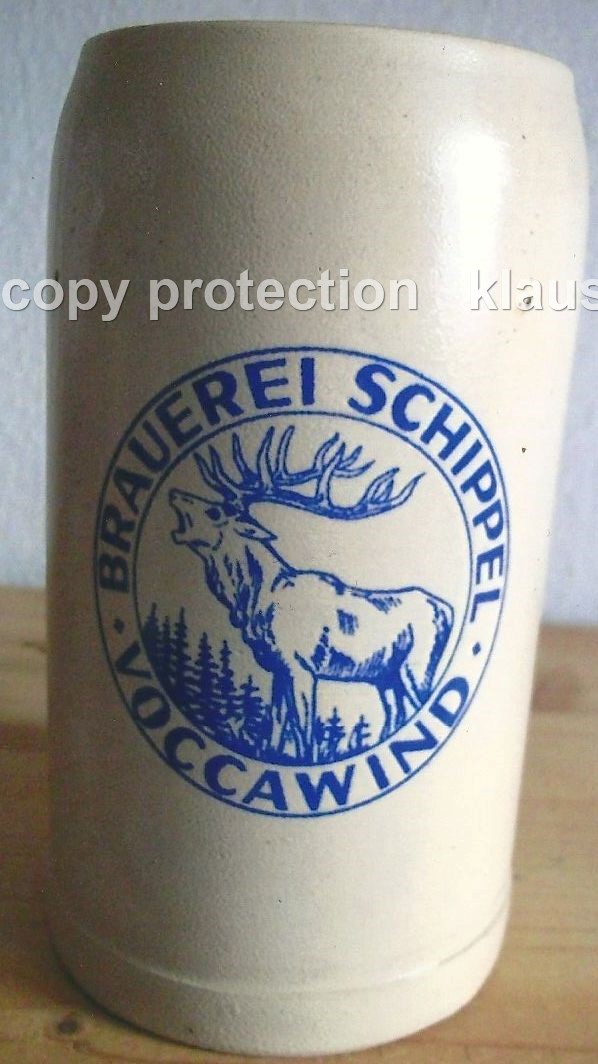 copy protection klaus
BRAUEREI SCHIPPEL
· VOCCAWIND ·